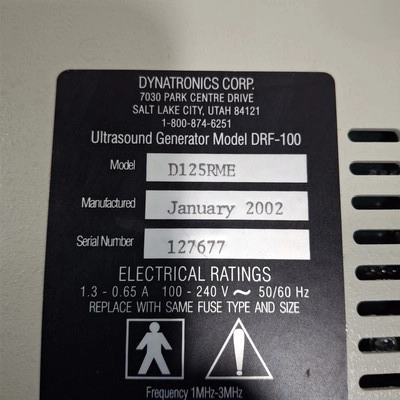 DYNATRONICS CORP.
7030 PARK CENTRE DRIVE
SALT LAKE CITY, UTAH 84121
1-800-874-6251
Ultrasound Generator Model DRF-100
Model D125RME
Manufactured January 2002
Serial Number 127677
ELECTRICAL RATINGS
1.3 - 0.65 A 100 - 240 V ~ 50/60 Hz
REPLACE WITH SAME FUSE TYPE AND SIZE
Frequency 1MHz-3MHz